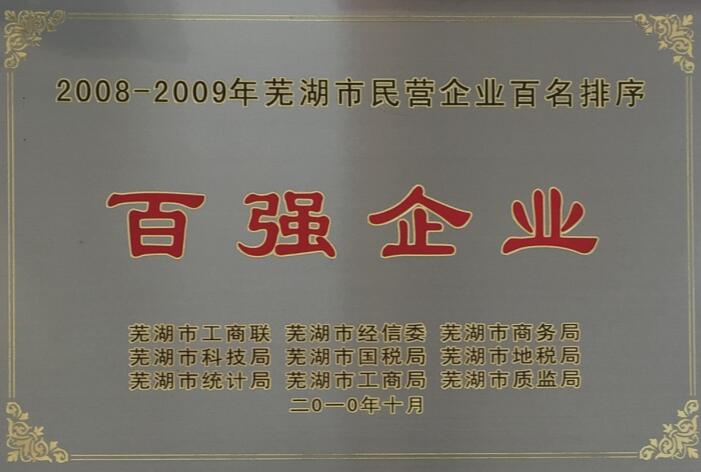 2008-2009年芜湖市民营企业百名排序
百强企业
芜湖市工商联 芜湖市经信委 芜湖市商务局
芜湖市科技局 芜湖市国税局 芜湖市地税局
芜湖市统计局 芜湖市工商局 芜湖市质监局
二0一0年十月